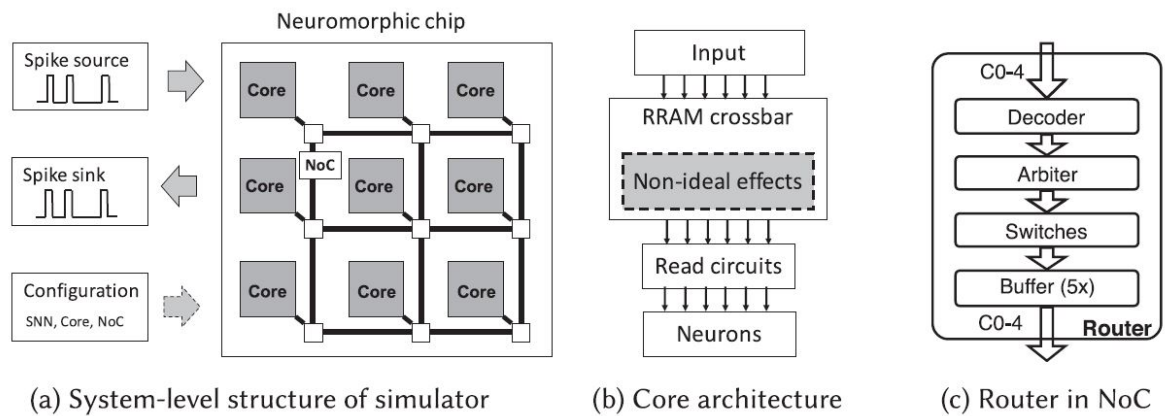 Neuromorphic chip
Spike source
Spike sink
Configuration
SNN, Core, NoC
Core Core Core
NoC
Core Core Core
Core Core Core
(a) System-level structure of simulator
Input
RRAM crossbar
Non-ideal effects
Read circuits
Neurons
(b) Core architecture
C0-4
Decoder
Arbiter
Switches
Buffer (5x)
C0-4
Router
(c) Router in NoC